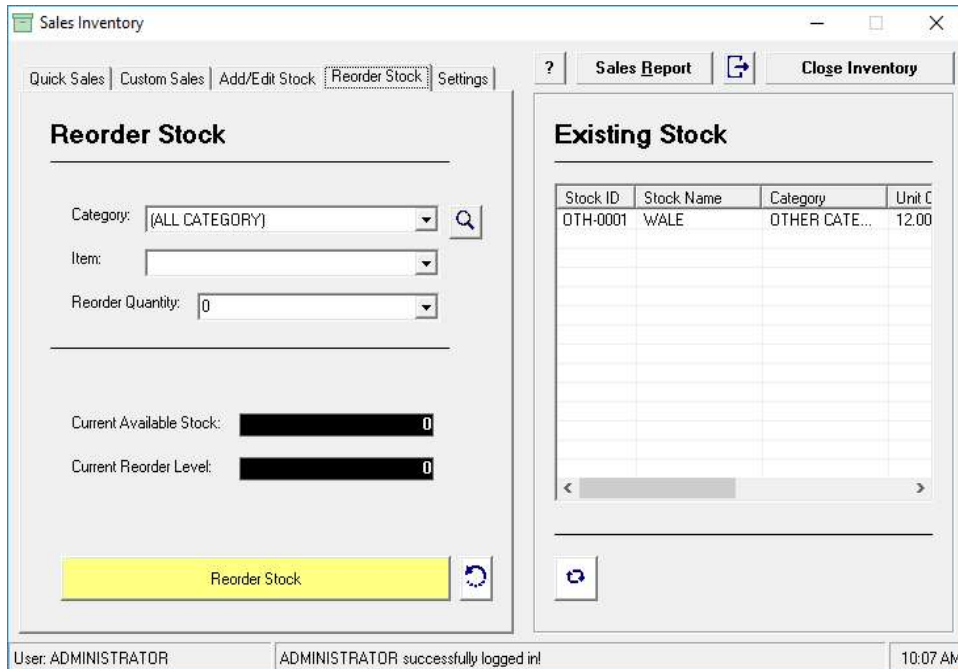 Sales Inventory
Quick Sales Custom Sales Add/Edit Stock Reorder Stock Settings
? Sales Report Close Inventory
Reorder Stock
Category: (ALL CATEGORY)
Item:
Reorder Quantity: 0
Current Available Stock: 0
Current Reorder Level: 0
Reorder Stock
Existing Stock
Stock ID Stock Name Category Unit C
OTH-0001 WALE OTHER CATE... 12.00
User: ADMINISTRATOR ADMINISTRATOR successfully logged in! 10:07 AM